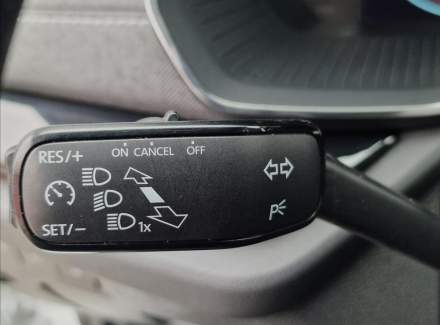 RES/+
ON CANCEL OFF
SET/-
1x
P